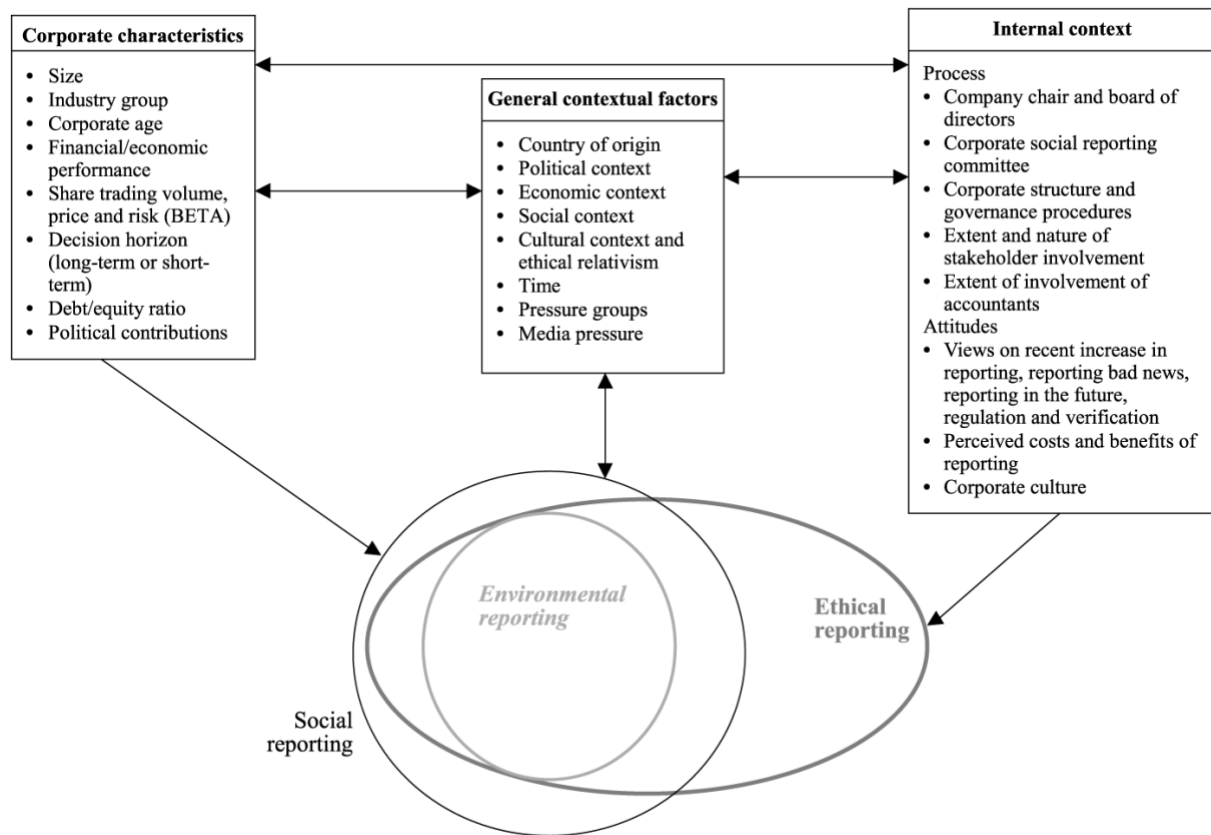 Corporate characteristics
• Size
• Industry group
• Corporate age
• Financial/economic
performance
• Share trading volume,
price and risk (BETA)
• Decision horizon
(long-term or short-
term)
• Debt/equity ratio
• Political contributions
General contextual factors
• Country of origin
• Political context
• Economic context
• Social context
• Cultural context and
ethical relativism
• Time
• Pressure groups
• Media pressure
Internal context
Process
• Company chair and board of
directors
• Corporate social reporting
committee
• Corporate structure and
governance procedures
• Extent and nature of
stakeholder involvement
• Extent of involvement of
accountants
Attitudes
• Views on recent increase in
reporting, reporting bad news,
reporting in the future,
regulation and verification
• Perceived costs and benefits of
reporting
• Corporate culture
Environmental
reporting
Ethical
reporting
Social
reporting